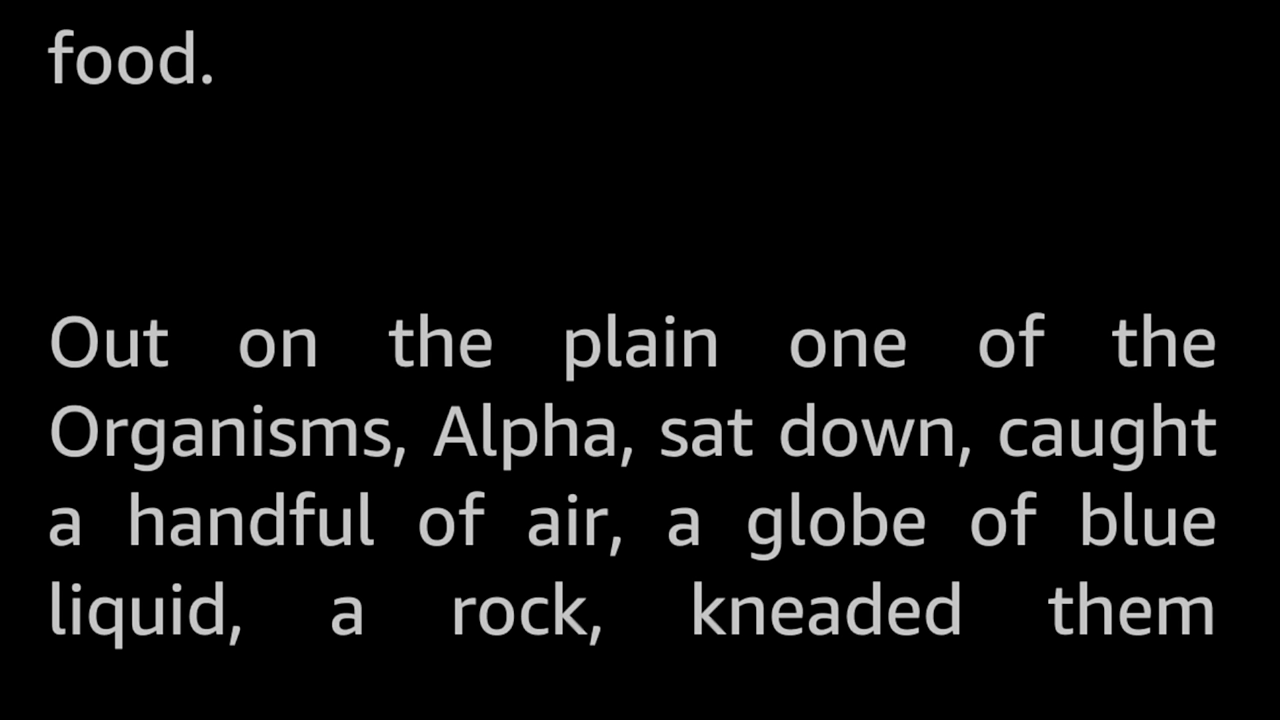 food.
Out on the plain one of the
Organisms, Alpha, sat down, caught
a handful of air, a globe of blue
liquid, a rock, kneaded them